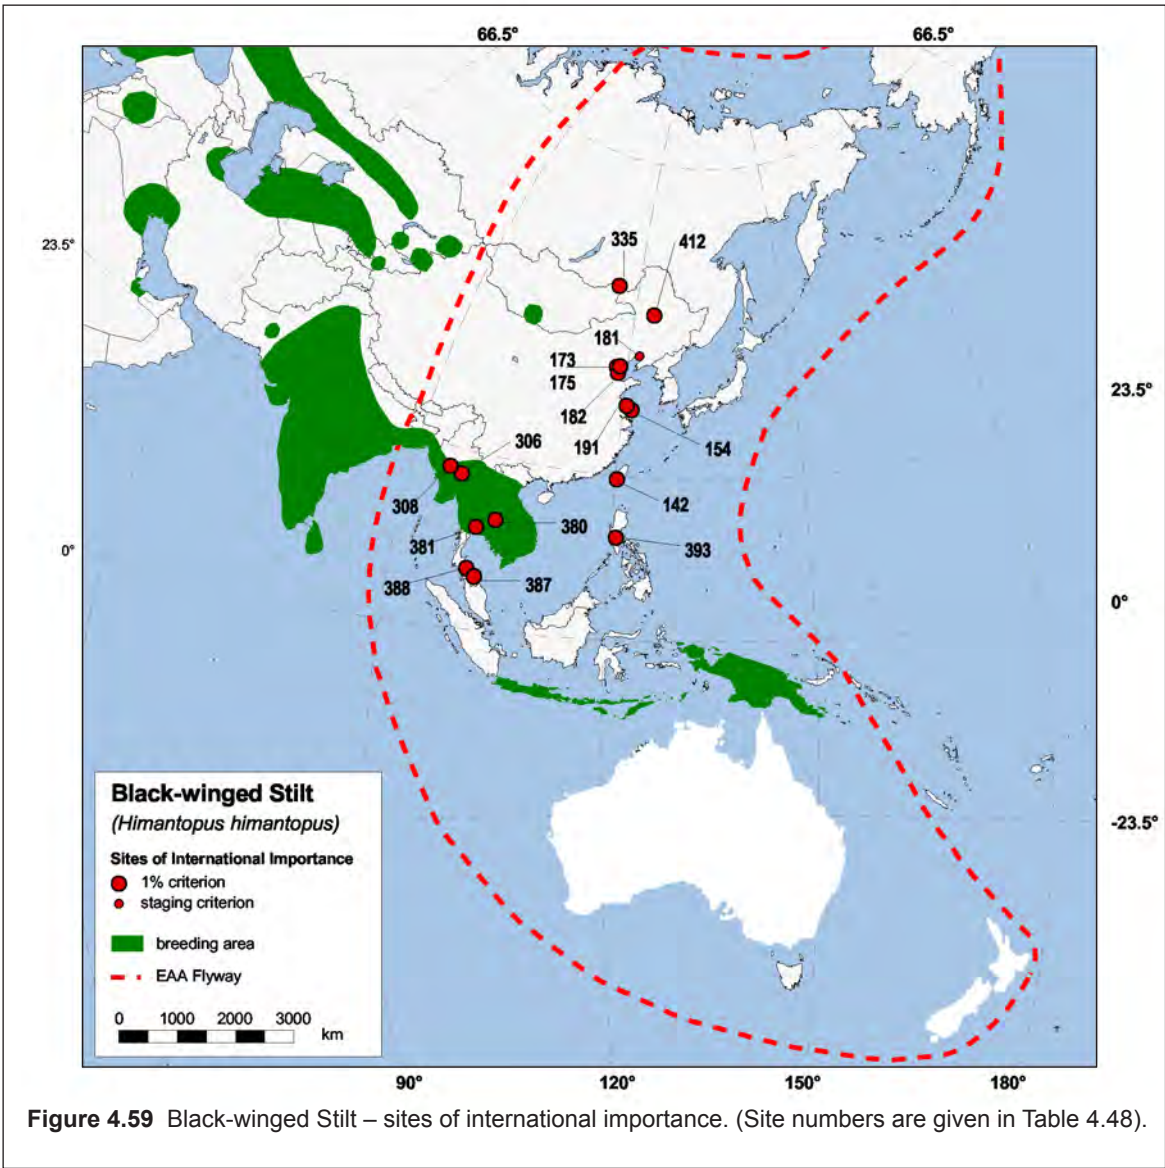 66.5°
66.5°
23.5°
335
412
181
173
175
23.5°
182
191
154
306
308
142
380
381
0°
393
388
387
0°
Black-winged Stilt
(Himantopus himantopus)
Sites of International Importance
1% criterion
staging criterion
-23.5°
breeding area
EAA Flyway
0 1000 2000 3000
km
90°
120°
150°
180°
Figure 4.59 Black-winged Stilt – sites of international importance. (Site numbers are given in Table 4.48).